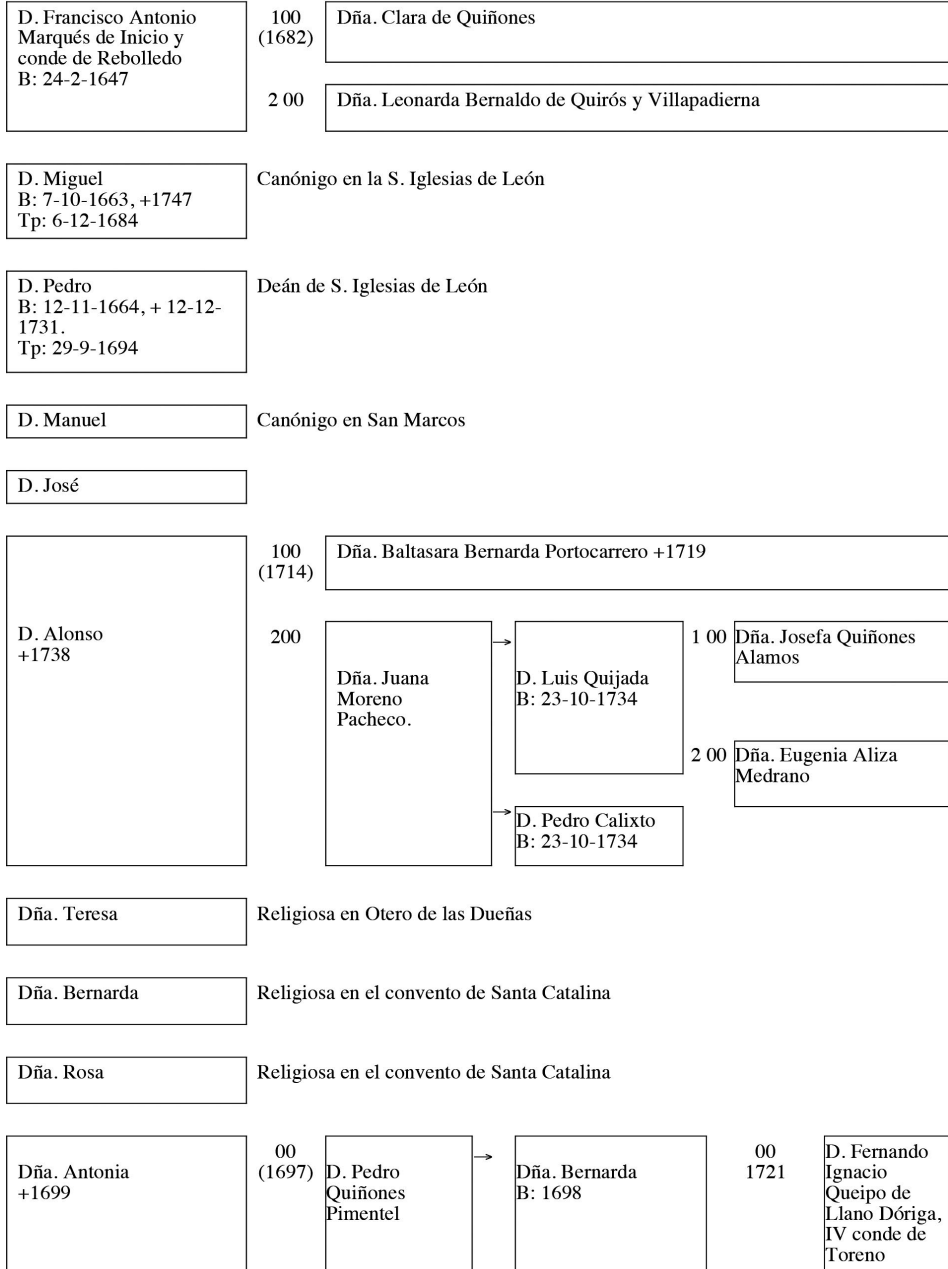 D. Francisco Antonio
Marqués de Inicio y
conde de Rebolledo
B: 24-2-1647
100
(1682)
Dña. Clara de Quiñones
2 00
Dña. Leonarda Bernaldo de Quirós y Villapadierna
D. Miguel
B: 7-10-1663, +1747
Tp: 6-12-1684
Canónigo en la S. Iglesias de León
D. Pedro
B: 12-11-1664, + 12-12-
1731.
Tp: 29-9-1694
Deán de S. Iglesias de León
D. Manuel
Canónigo en San Marcos
D. José
D. Alonso
+1738
100
(1714)
Dña. Baltasara Bernarda Portocarrero +1719
200
Dña. Juana
Moreno
Pacheco.
D. Luis Quijada
B: 23-10-1734
1 00
Dña. Josefa Quiñones
Alamos
2 00
Dña. Eugenia Aliza
Medrano
D. Pedro Calixto
B: 23-10-1734
Dña. Teresa
Religiosa en Otero de las Dueñas
Dña. Bernarda
Religiosa en el convento de Santa Catalina
Dña. Rosa
Religiosa en el convento de Santa Catalina
Dña. Antonia
+1699
00
(1697)
D. Pedro
Quiñones
Pimentel
Dña. Bernarda
B: 1698
00
1721
D. Fernando
Ignacio
Queipo de
Llano Dóriga,
IV conde de
Toreno